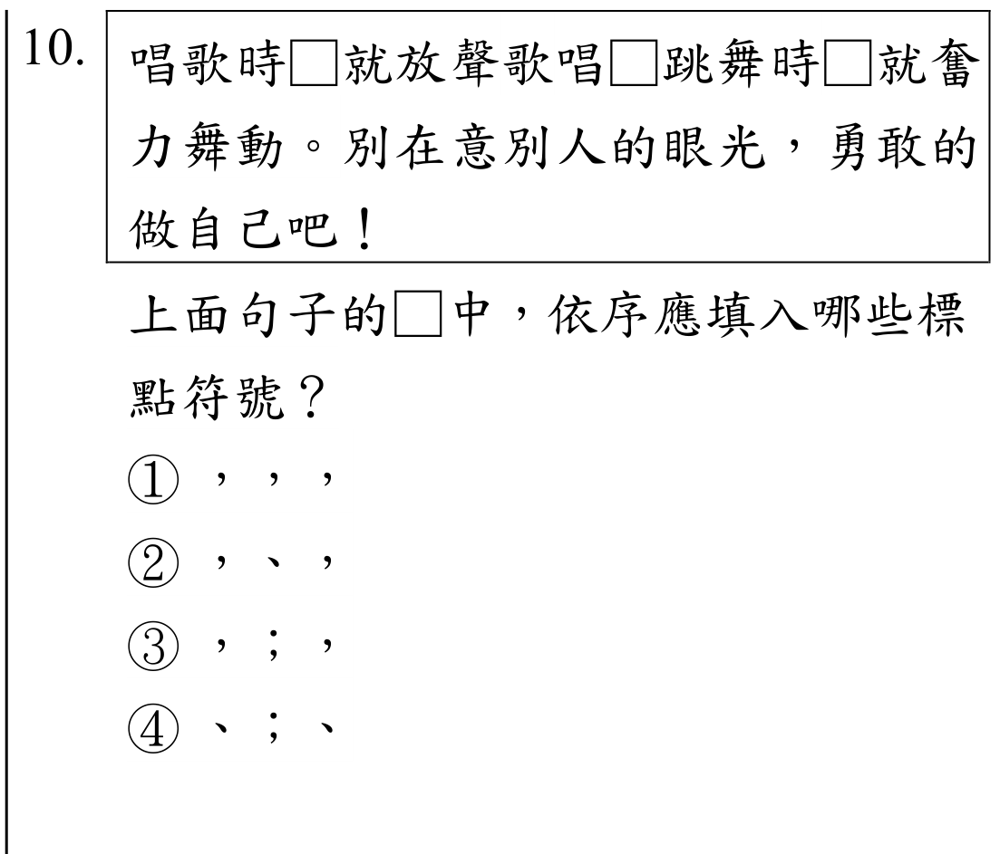 10. 唱歌時□就放聲歌唱□跳舞時□就奮
力舞動。別在意別人的眼光，勇敢的
做自己吧！
上面句子的□中，依序應填入哪些標
點符號？
① ，，，
② ，、，
③ ，；，
④ 、；、